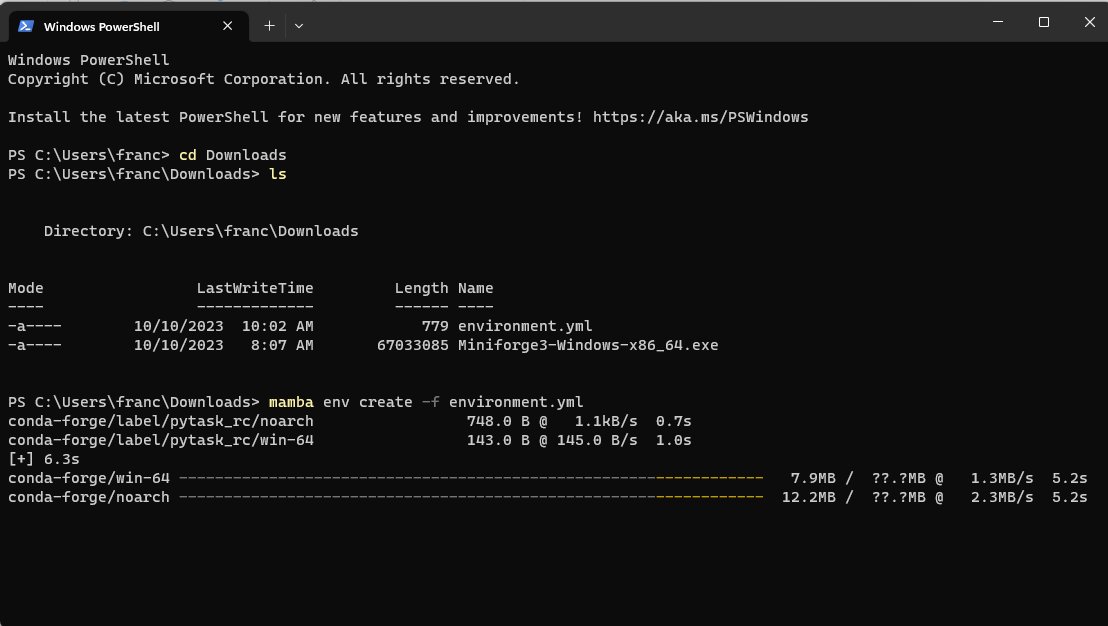 Windows PowerShell
Windows PowerShell
Copyright (C) Microsoft Corporation. All rights reserved.
Install the latest PowerShell for new features and improvements! https://aka.ms/PSWindows
PS C:\Users\franc> cd Downloads
PS C:\Users\franc\Downloads> ls
Directory: C:\Users\franc\Downloads
Mode                 LastWriteTime         Length Name
----                 -------------         ------ ----
-a----        10/10/2023  10:02 AM            779 environment.yml
-a----        10/10/2023   8:07 AM       67033085 Miniforge3-Windows-x86_64.exe
PS C:\Users\franc\Downloads> mamba env create -f environment.yml
conda-forge/label/pytask_rc/noarch                 748.0 B @   1.1kB/s  0.7s
conda-forge/label/pytask_rc/win-64                 143.0 B @ 145.0 B/s  1.0s
[+] 6.3s
conda-forge/win-64 ----------------------------------------------------------------- 7.9MB /  ??.?MB @   1.3MB/s  5.2s
conda-forge/noarch ----------------------------------------------------------------- 12.2MB /  ??.?MB @   2.3MB/s  5.2s